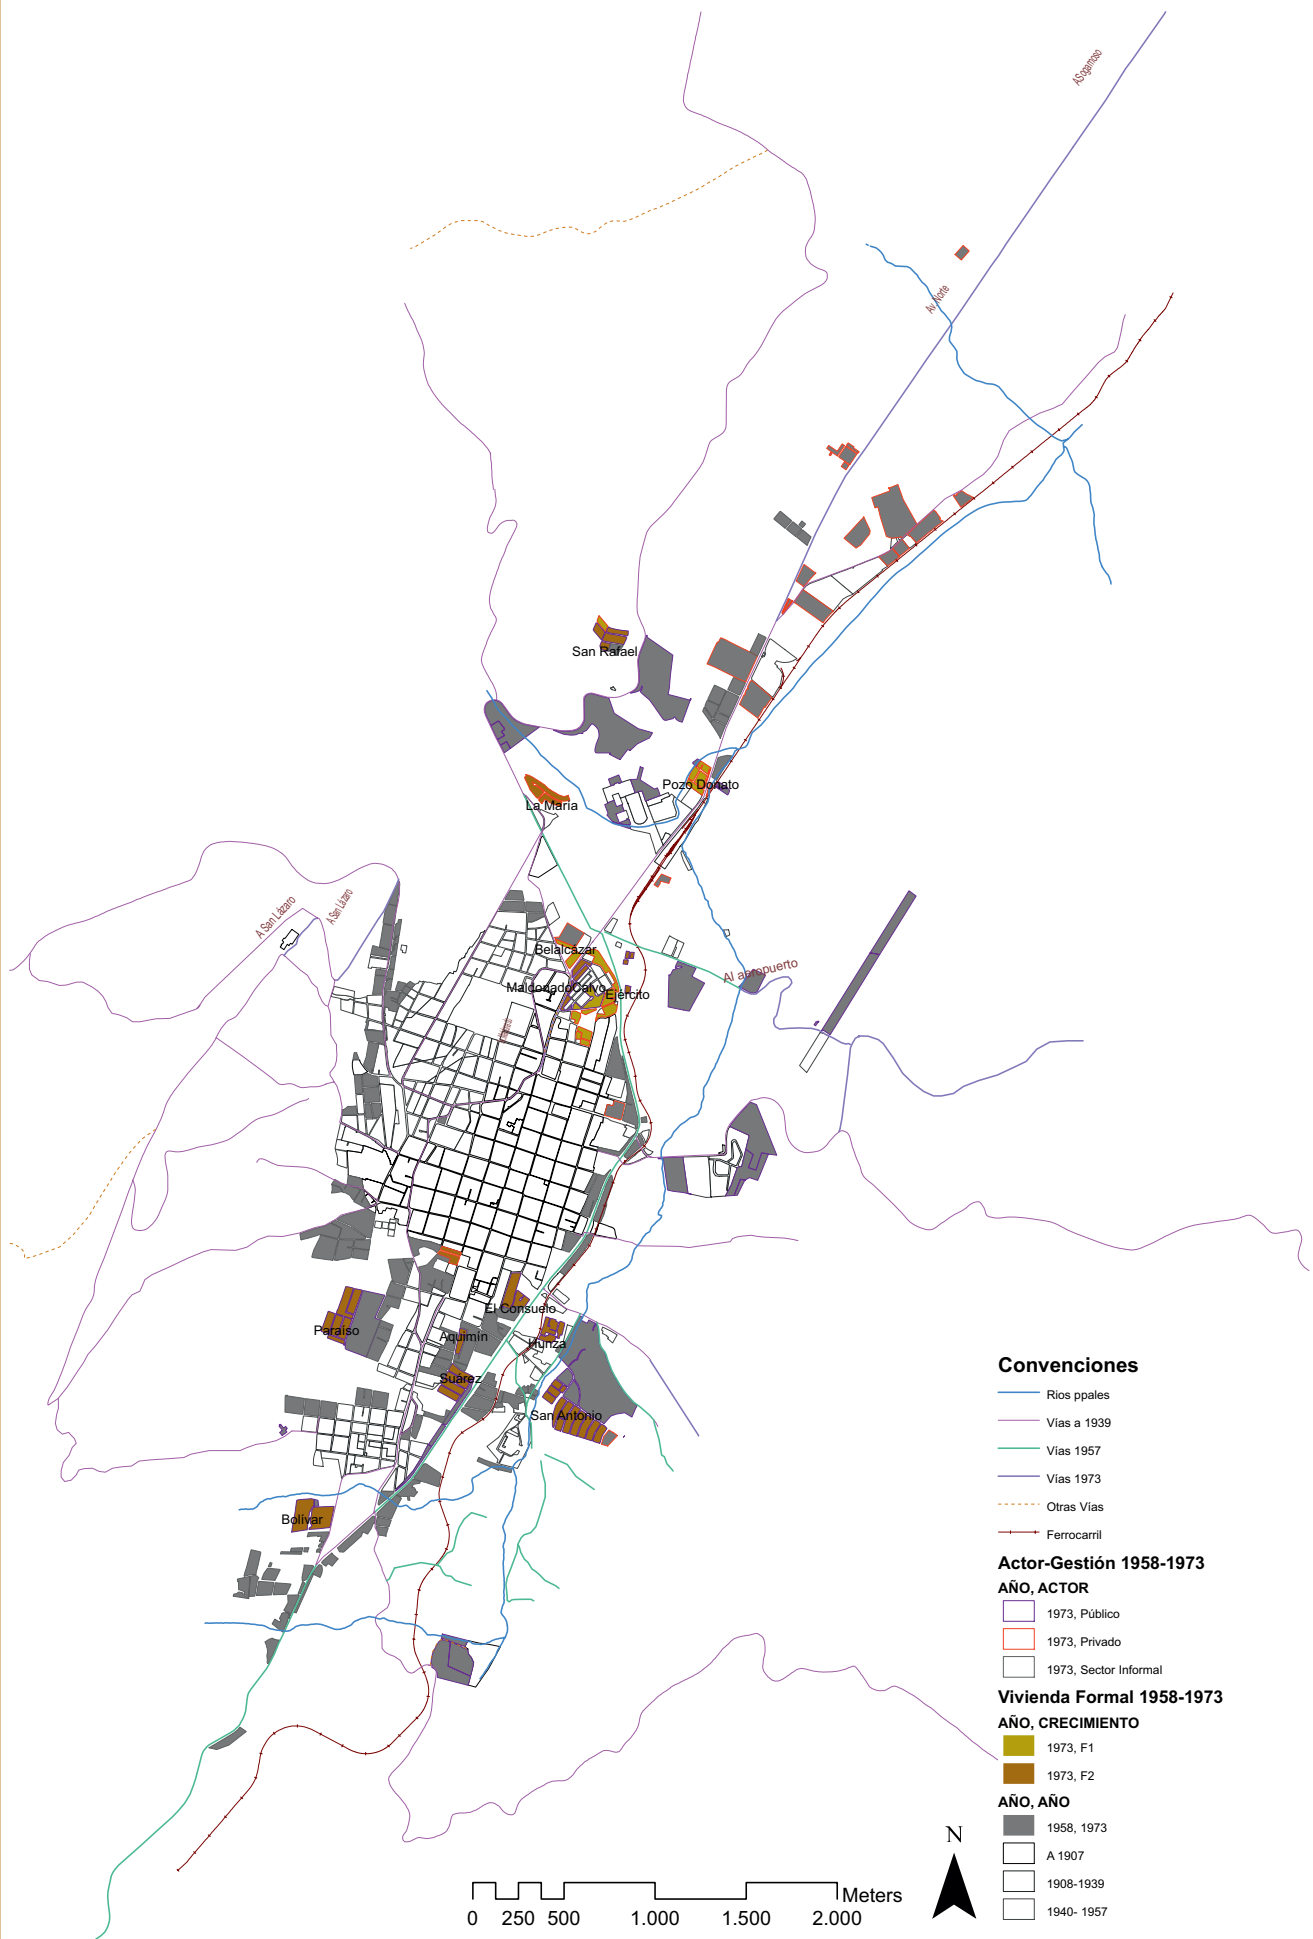 A Sogamoso
Av. Norte
San Rafael
Pozo Donato
La María
A San Lázaro
A San Lázaro
Belalcázar
Al aeropuerto
Maldonado
Calvo
Ejército
El Consuelo
Paraíso
Aquimín
Hunza
Suárez
San Antonio
Bolívar
Convenciones
Rios ppales
Vías a 1939
Vías 1957
Vías 1973
Otras Vías
Ferrocarril
Actor-Gestión 1958-1973
AÑO, ACTOR
1973, Público
1973, Privado
1973, Sector Informal
Vivienda Formal 1958-1973
AÑO, CRECIMIENTO
1973, F1
1973, F2
AÑO, AÑO
1958, 1973
A 1907
1908-1939
1940- 1957
N
Meters
0 250 500 1.000 1.500 2.000